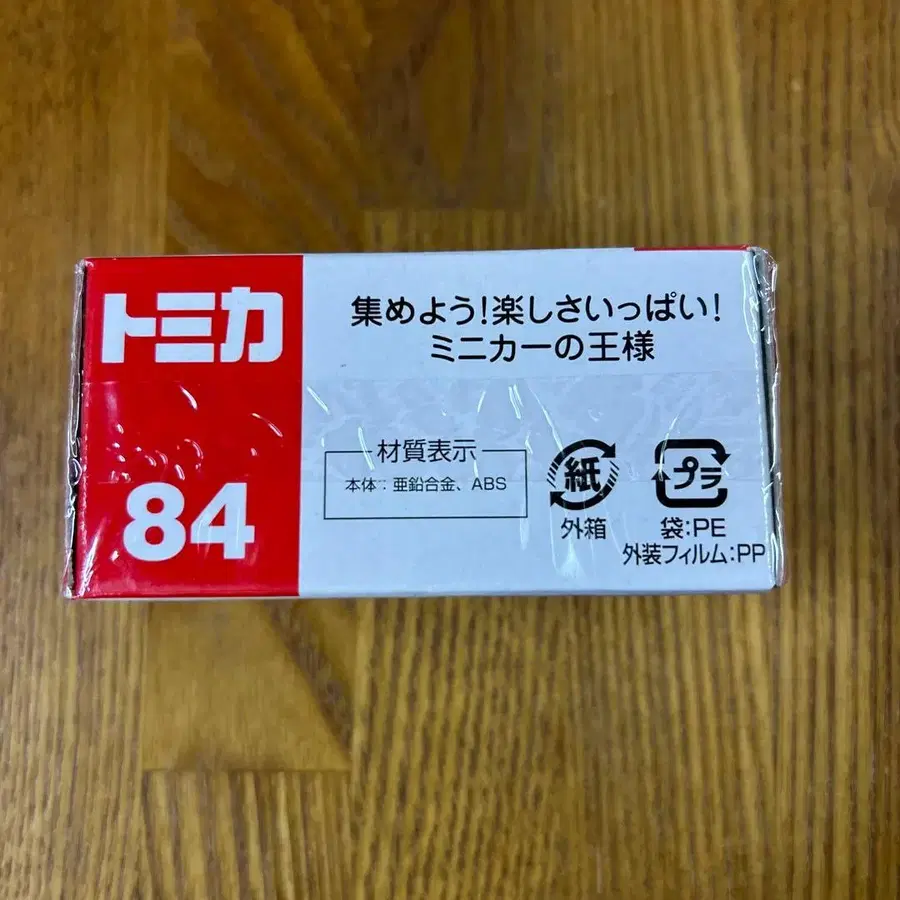 トミカ
84
集めよう!楽しさいっぱい!
ミニカーの王様
材質表示
本体：亜鉛合金、ABS
紙
外箱
プラ
袋:PE
外装フィルム:PP